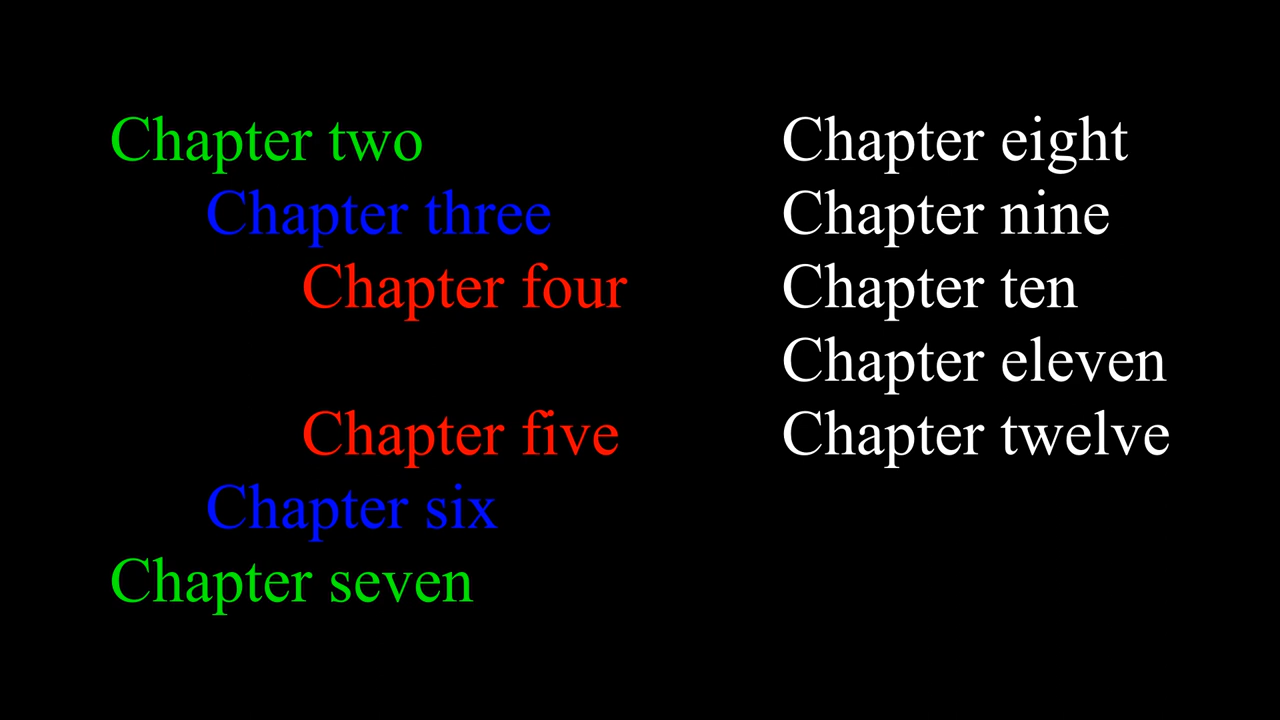 Chapter two
Chapter three
Chapter four
Chapter five
Chapter six
Chapter seven
Chapter eight
Chapter nine
Chapter ten
Chapter eleven
Chapter twelve